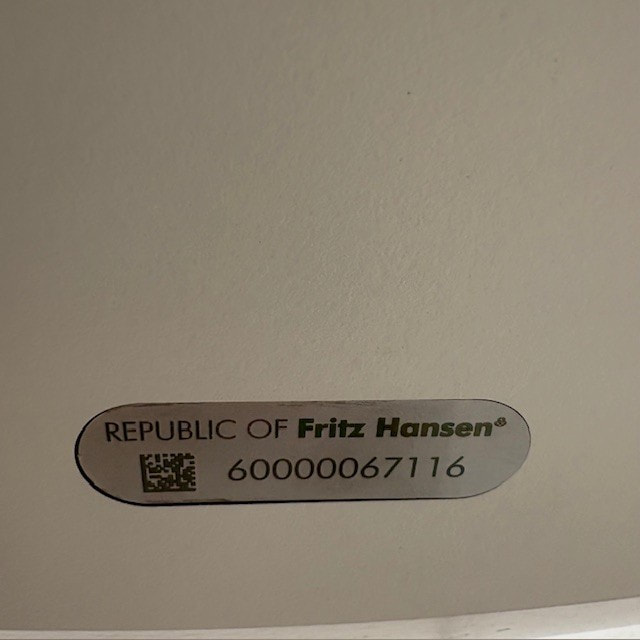 REPUBLIC OF Fritz Hansen®
60000067116